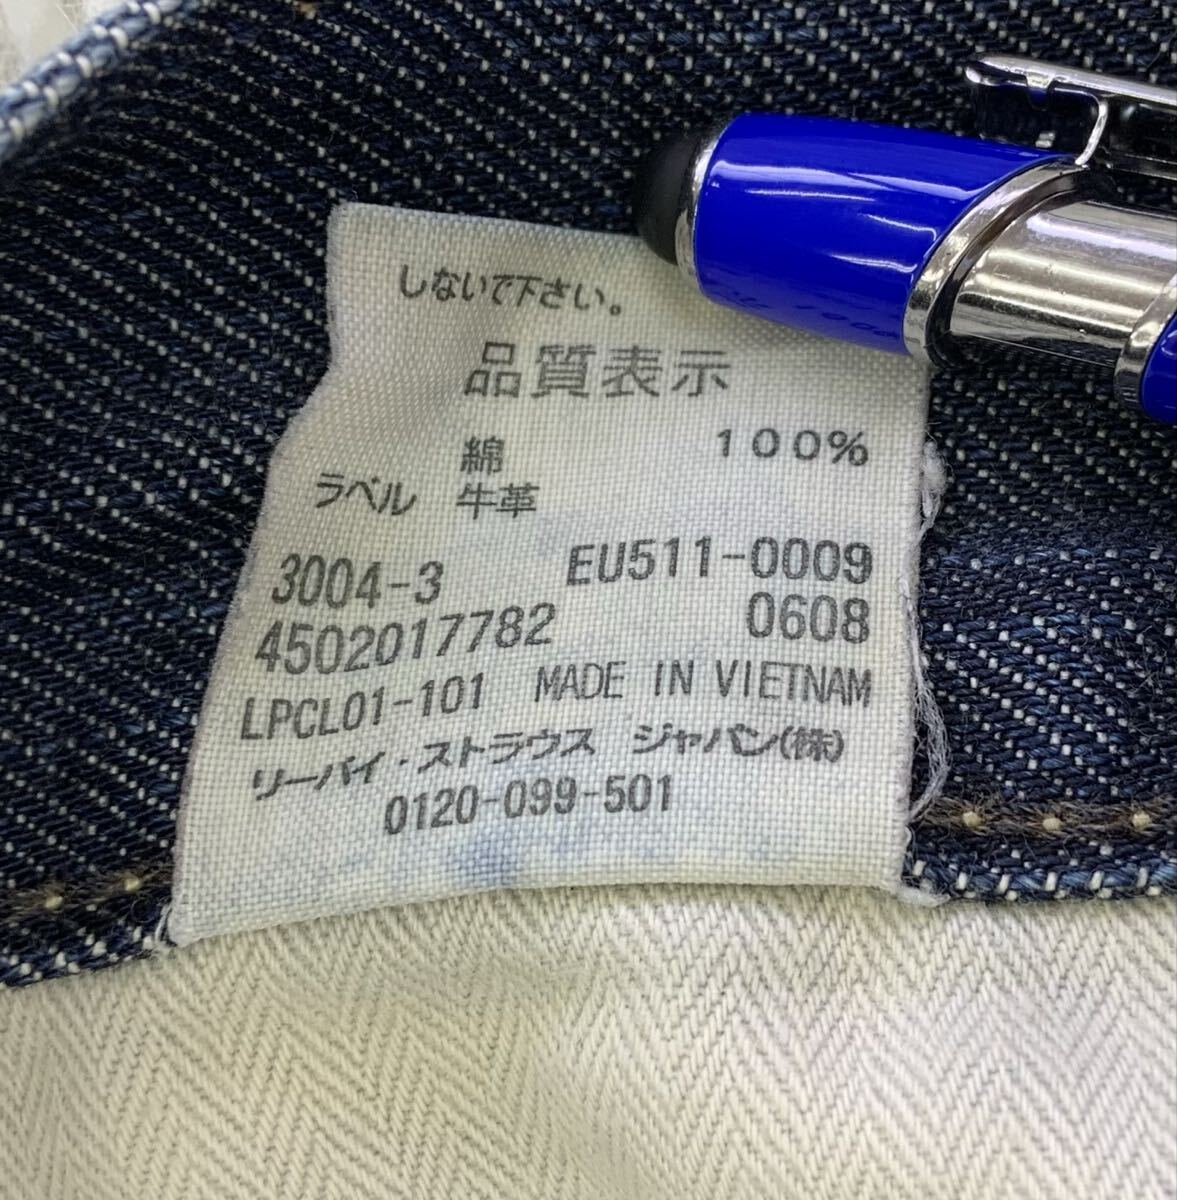 しないで下さい。
品質表示
綿 100%
ラベル 牛革
3004-3 EU511-0009
4502017782 0608
LPCL01-101 MADE IN VIETNAM
リーバイ・ストラウス ジャパン(株)
0120-099-501